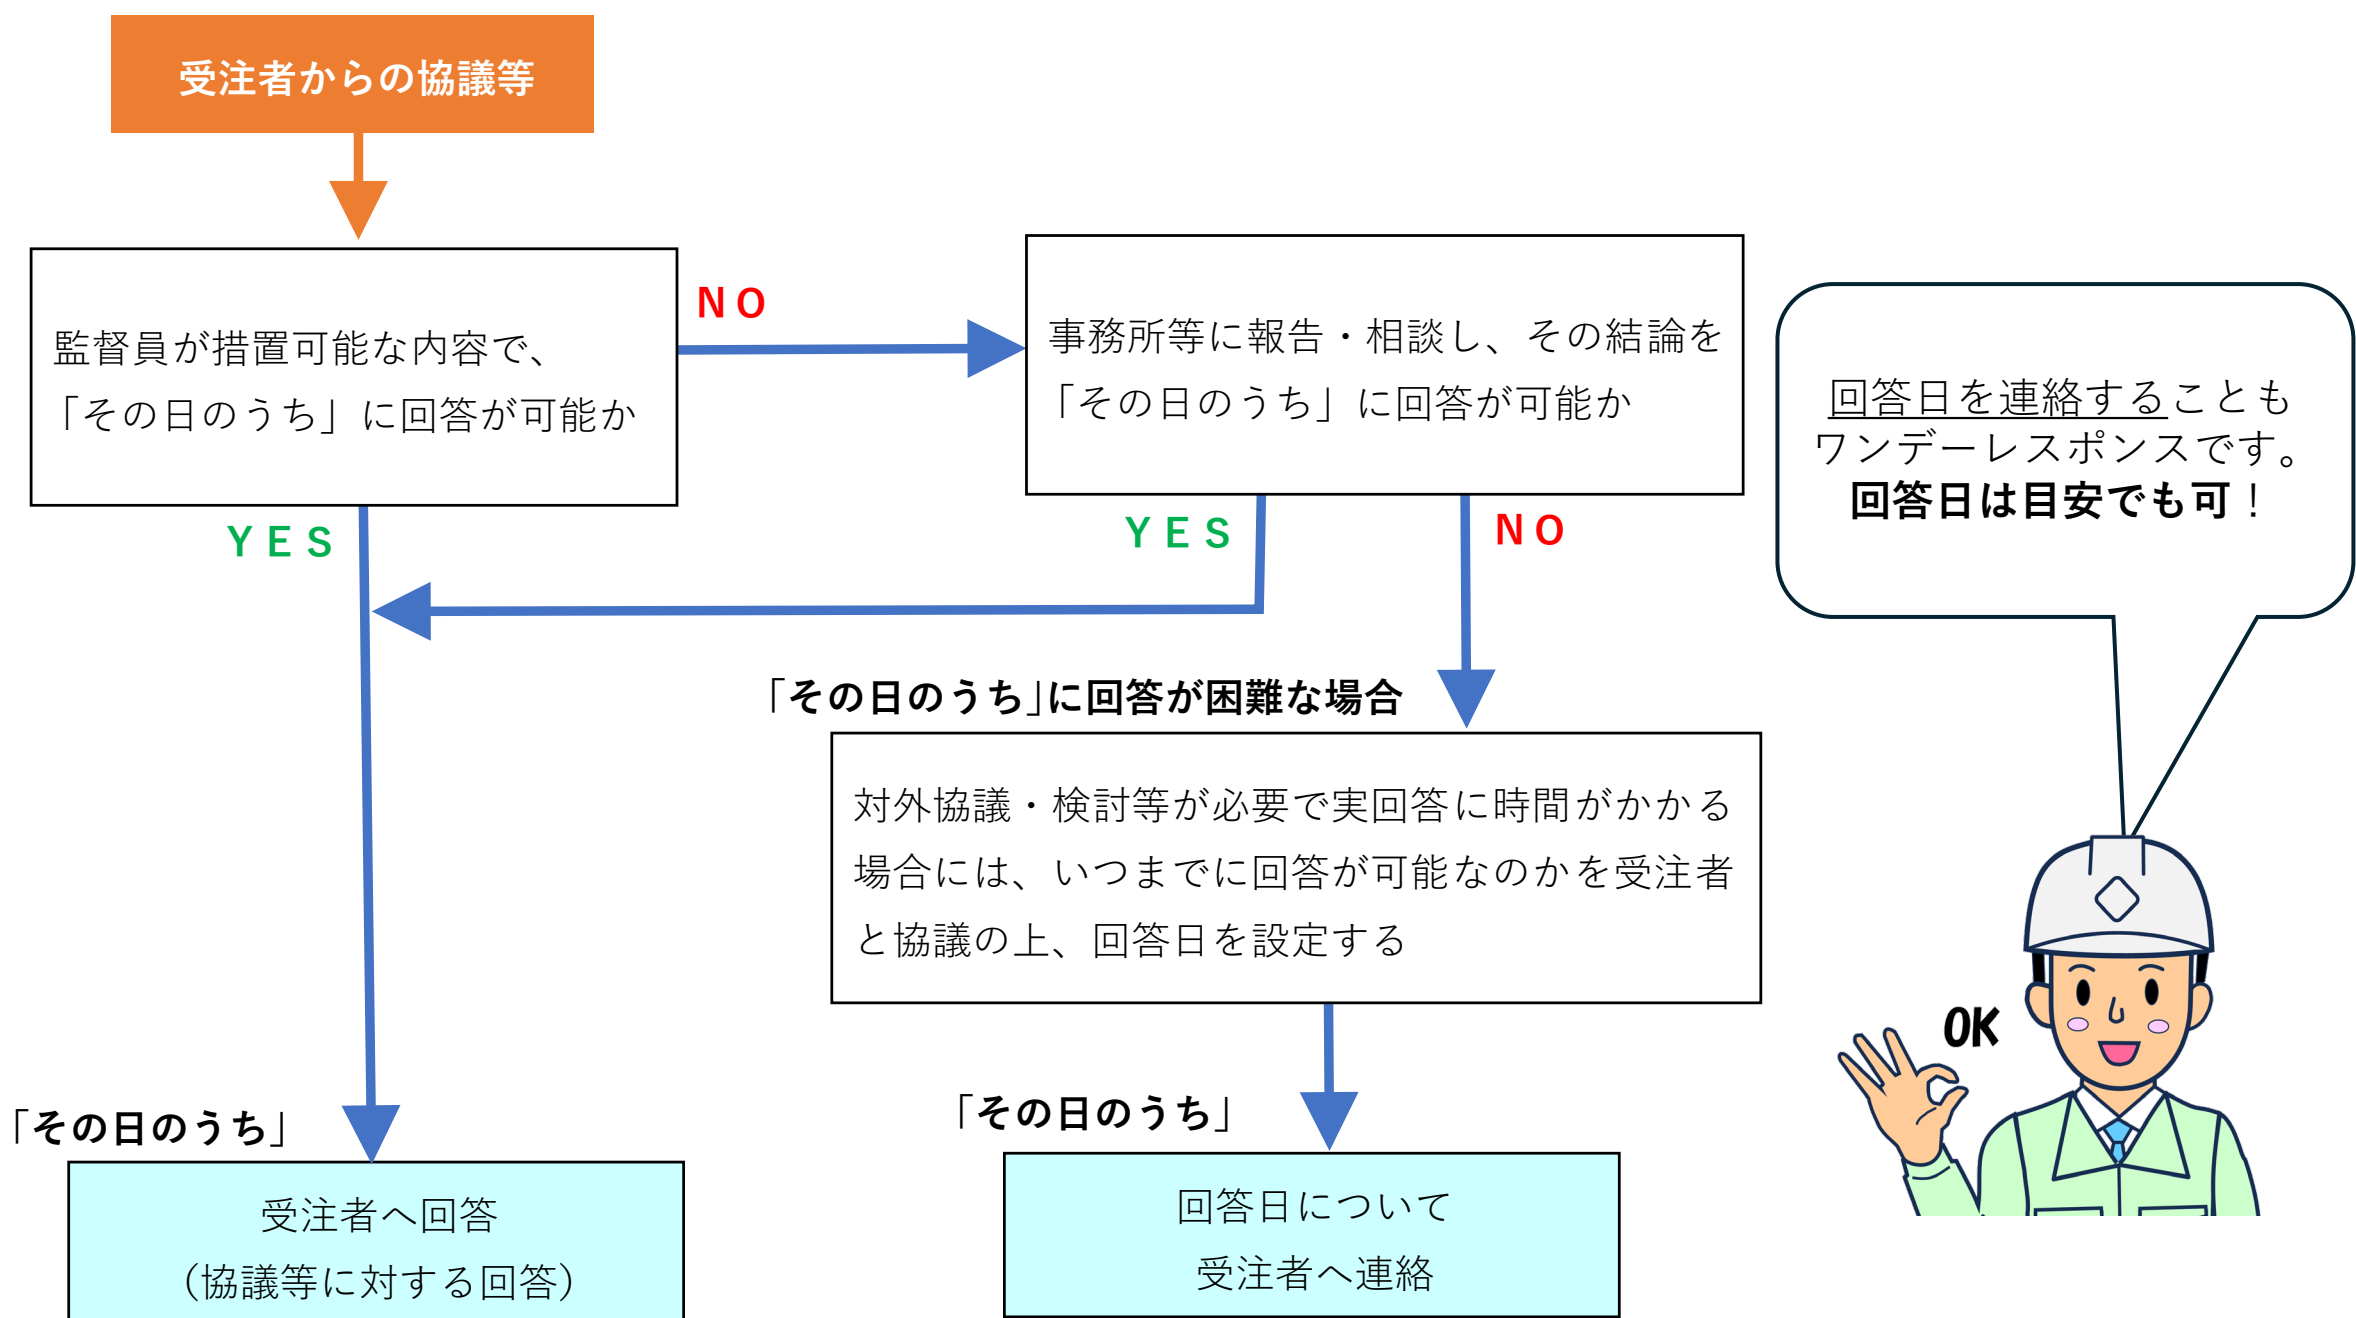 受注者からの協議等
監督員が措置可能な内容で、
「その日のうち」に回答が可能か
NO
事務所等に報告・相談し、その結論を
「その日のうち」に回答が可能か
YES
YES
NO
回答日を連絡することも
ワンデーレスポンスです。
回答日は目安でも可！
「その日のうち」に回答が困難な場合
対外協議・検討等が必要で実回答に時間がかかる
場合には、いつまでに回答が可能なのかを受注者
と協議の上、回答日を設定する
OK
「その日のうち」
受注者へ回答
（協議等に対する回答）
「その日のうち」
回答日について
受注者へ連絡